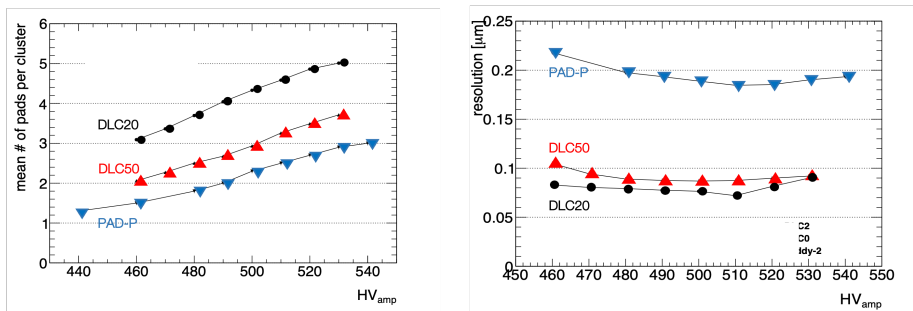 mean # of pads per cluster
6
5
4
3
2
1
0
DLC20
DLC50
PAD-P
440 460 480 500 520 540
HVamp
resolution [μm]
0.25
0.2
0.15
0.1
0.05
PAD-P
DLC50
DLC20
C2
C0
ldy-2
450 460 470 480 490 500 510 520 530 540 550
HVamp